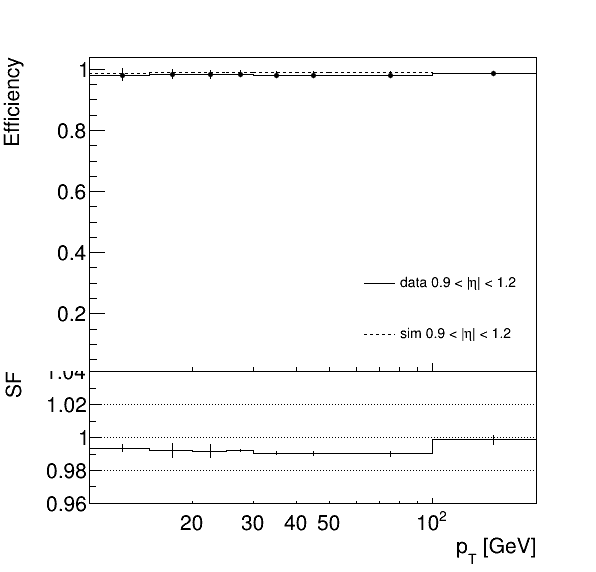 Efficiency
1
0.8
0.6
0.4
0.2
data 0.9 < |η| < 1.2
sim 0.9 < |η| < 1.2
SF
1.04
1.02
1
0.98
0.96
20 30 40 50 10²
p_T [GeV]